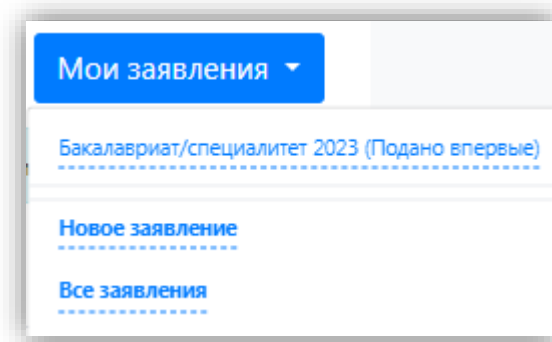 Мои заявления
Бакалавриат/специалитет 2023 (Подано впервые)
Новое заявление
Все заявления